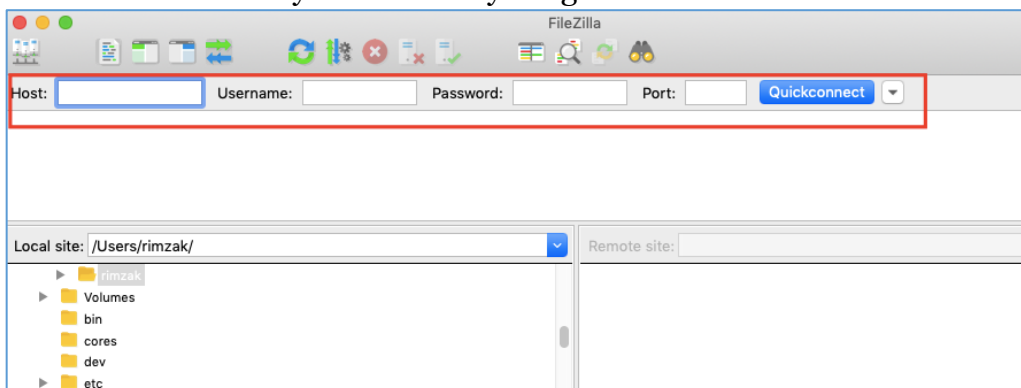 FileZilla
Host: Username: Password: Port: Quickconnect
Local site: /Users/rimzak/ Remote site:
rimzak
Volumes
bin
cores
dev
etc